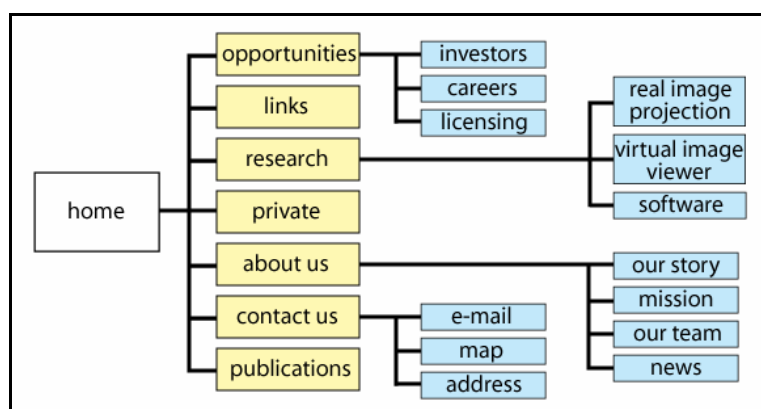 home
opportunities
investors
careers
licensing
links
research
real image
projection
virtual image
viewer
software
private
about us
our story
mission
our team
news
contact us
e-mail
map
address
publications